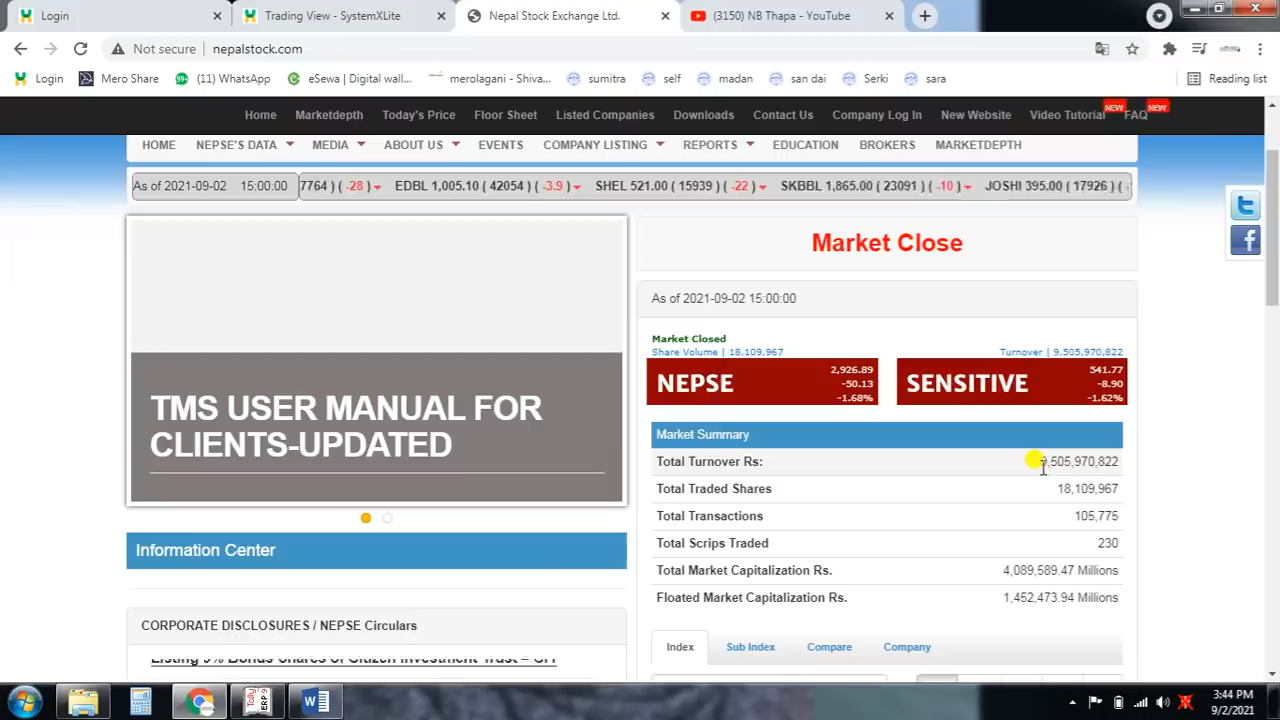 Login
Trading View - SystemXLite
Nepal Stock Exchange Ltd.
(3150) NB Thapa - YouTube
Not secure
nepalstock.com
Login
Mero Share
(11) WhatsApp
eSewa | Digital wall...
merolagani - Shiva...
sumitra
self
madan
san dai
Serki
sara
Reading list
Home
Marketdepth
Today's Price
Floor Sheet
Listed Companies
Downloads
Contact Us
Company Log In
New Website
Video Tutorial
NEW
FAQ
NEW
HOME
NEPSE'S DATA
MEDIA
ABOUT US
EVENTS
COMPANY LISTING
REPORTS
EDUCATION
BROKERS
MARKETDEPTH
As of 2021-09-02 15:00:00
7764 ) ( -28 ) EDBL 1,005.10 ( 42054 ) ( -3.9 ) SHEL 521.00 ( 15939 ) ( -22 ) SKBBL 1,865.00 ( 23091 ) ( -10 ) JOSHI 395.00 ( 17926 ) (
TMS USER MANUAL FOR
CLIENTS-UPDATED
Information Center
CORPORATE DISCLOSURES / NEPSE Circulars
Listing 9% Bonus Shares of Citizen Investment Trust -
Market Close
As of 2021-09-02 15:00:00
Market Closed
Share Volume | 18,109,967
Turnover | 9,505,970,822
NEPSE
2,926.89
-50.13
-1.68%
SENSITIVE
541.77
-8.90
-1.62%
Market Summary
Total Turnover Rs: 9,505,970,822
Total Traded Shares 18,109,967
Total Transactions 105,775
Total Scrips Traded 230
Total Market Capitalization Rs. 4,089,589.47 Millions
Floated Market Capitalization Rs. 1,452,473.94 Millions
Index
Sub Index
Compare
Company
3:44 PM
9/2/2021